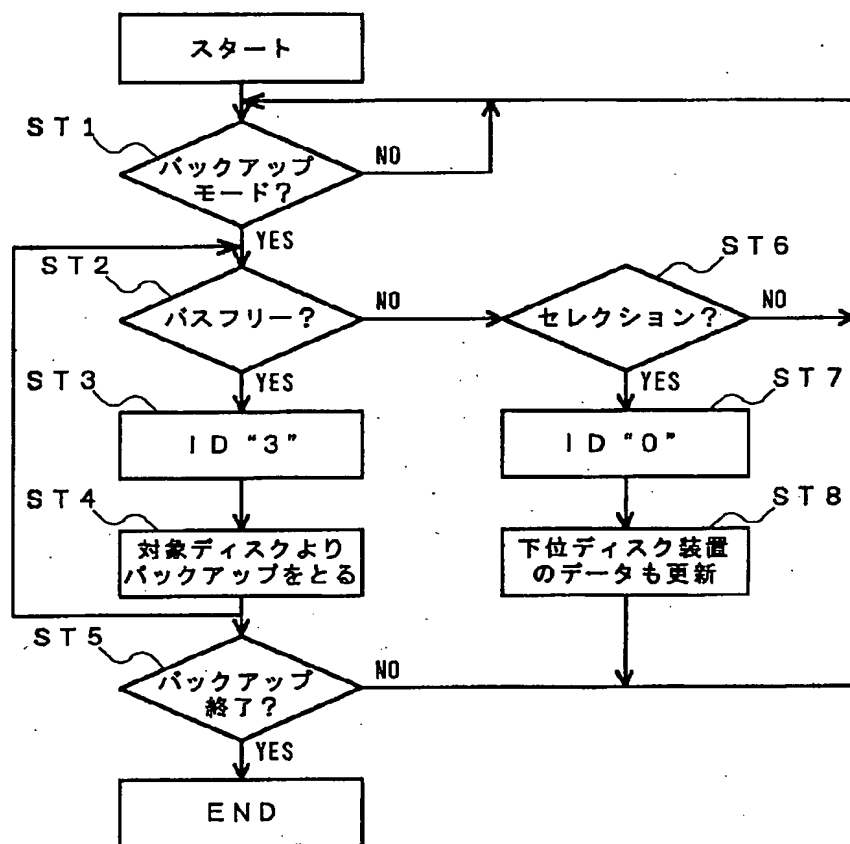 スタート
ST1
バックアップ
モード?
NO
YES
ST2
バスフリー?
NO
ST6
セレクション?
NO
YES
YES
ST3
ID "3"
ST7
ID "0"
ST4
対象ディスクより
バックアップをとる
ST8
下位ディスク装置
のデータも更新
ST5
バックアップ
終了?
NO
YES
END